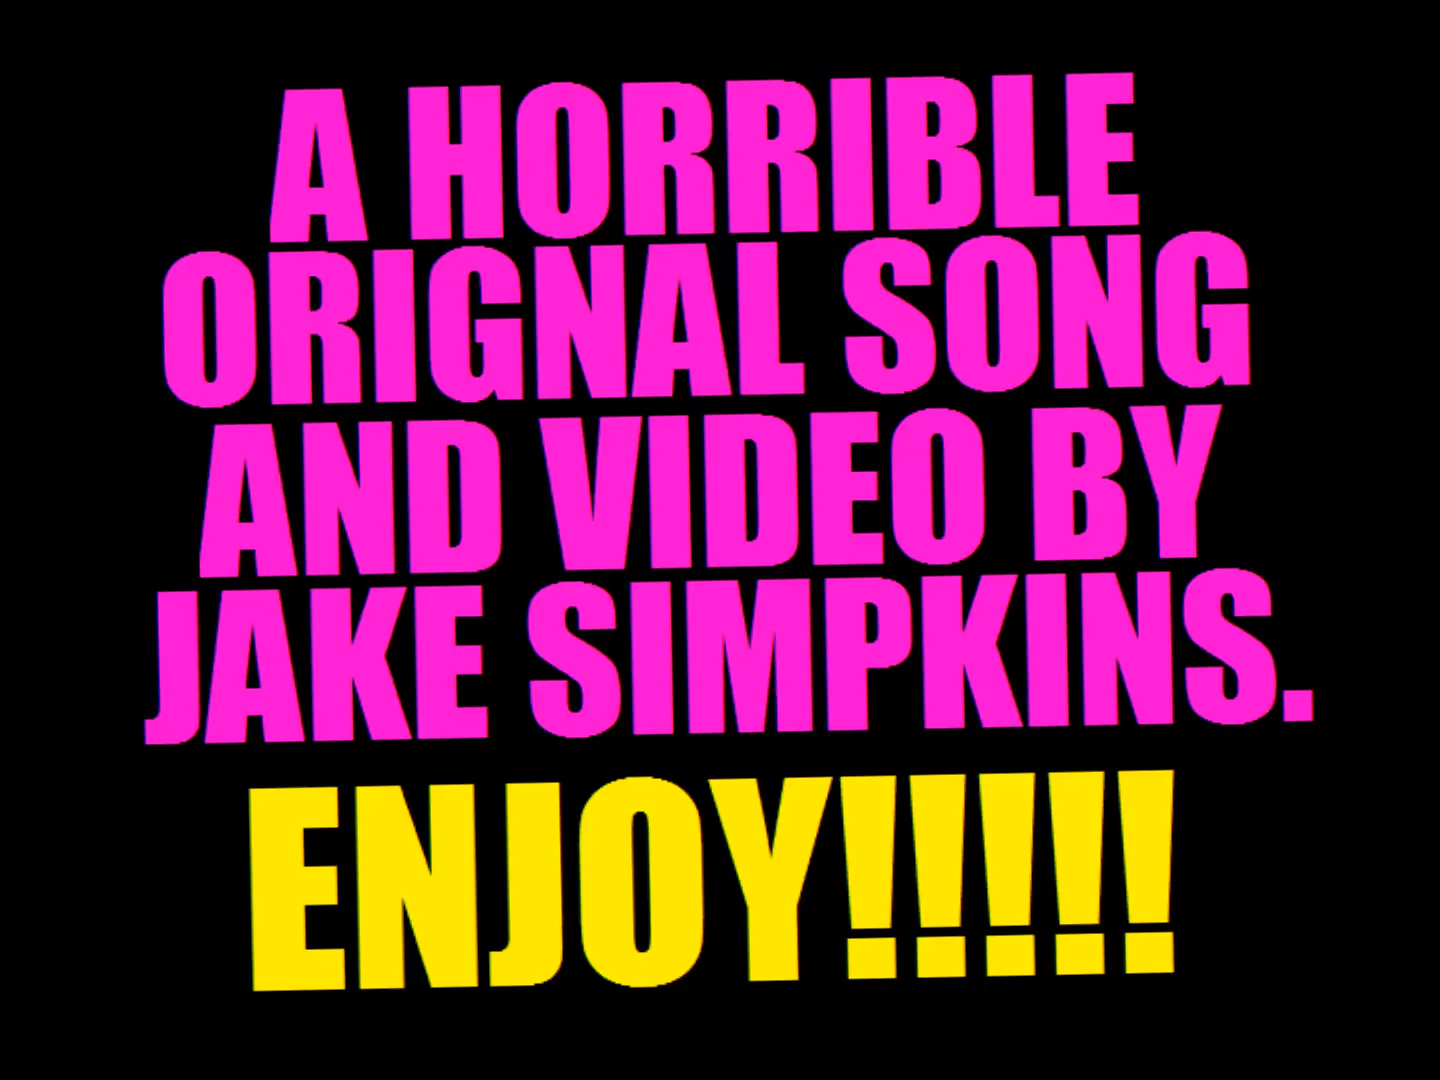 A HORRIBLE
ORIGNAL SONG
AND VIDEO BY
JAKE SIMPKINS.
ENJOY!!!!!